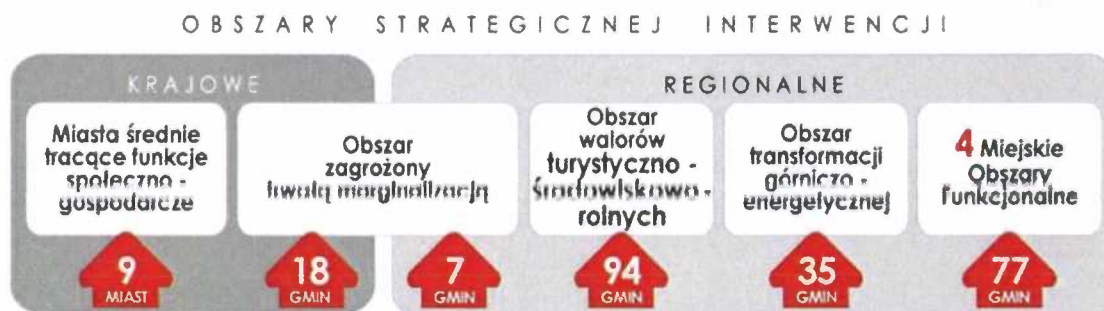 OBSZARY STRATEGICZNEJ INTERWENCJI
KRAJOWE
Miasta średnie
tracące funkcje
społeczno -
gospodarcze
Obszar
zagrożony
trwałą marginalizacją
9
MIAST
18
GMIN
REGIONALNE
7
GMIN
Obszar
walorów
turystyczno -
środowiskowo -
rolnych
94
GMIN
Obszar
transformacji
górniczo -
energetycznej
35
GMIN
4 Miejskie
Obszary
Funkcjonalne
77
GMIN